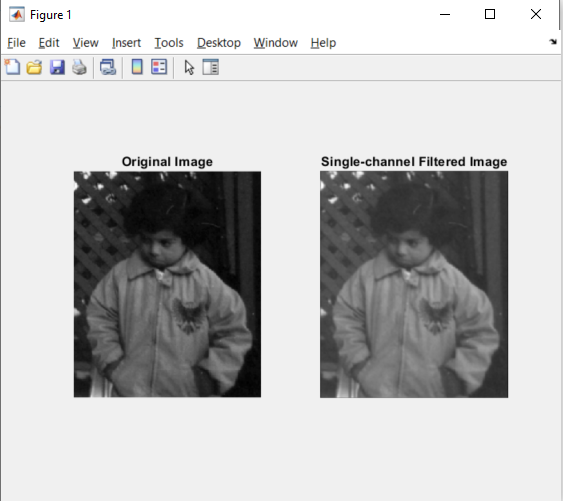 Figure 1
File Edit View Insert Tools Desktop Window Help
Original Image
Single-channel Filtered Image